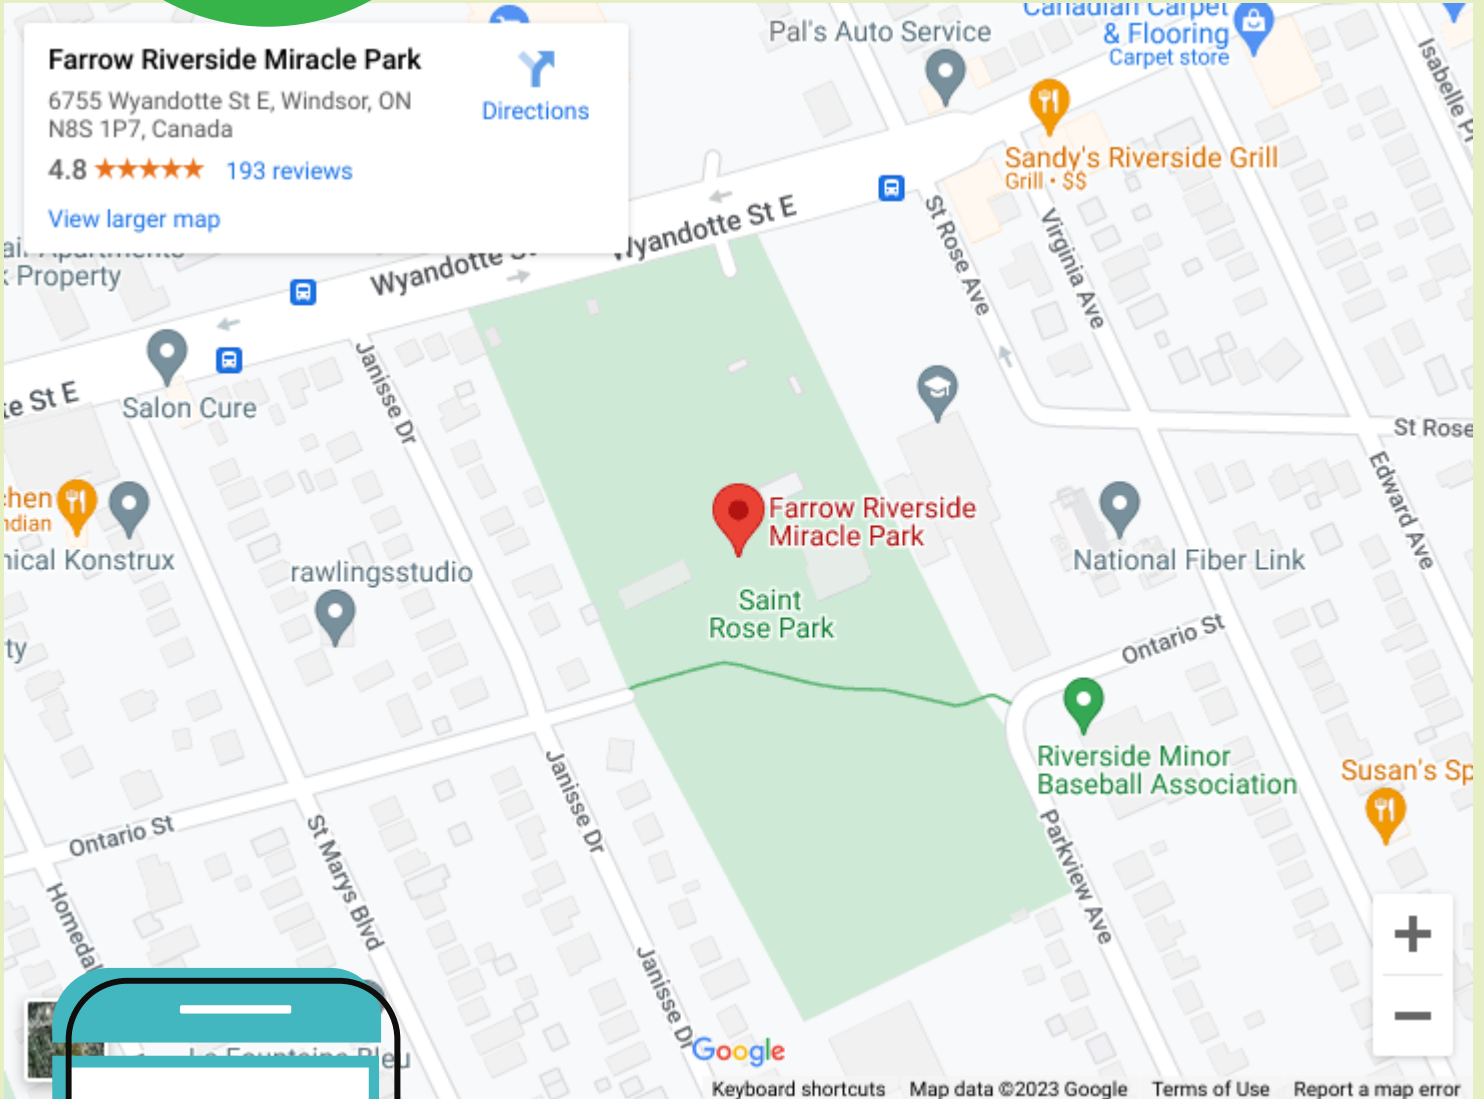 Farrow Riverside Miracle Park
6755 Wyandotte St E, Windsor, ON
N8S 1P7, Canada
4.8
193 reviews
View larger map
Directions
Pal's Auto Service
Canadian Carpet
& Flooring
Carpet store
Isabelle
Sandy's Riverside Grill
Grill • $$
Property
Wyandotte
Wyandotte St E
St Rose Ave
Virginia Ave
St E
Salon Cure
Janisse Dr
St Rose
Edward Ave
Konstrux
rawlingsstudio
Farrow Riverside
Miracle Park
Saint
Rose Park
National Fiber Link
Ontario St
Riverside Minor
Baseball Association
Susan's
Janisse Dr
Ontario St
St Marys Blvd
Parkview Ave
Janisse Dr
Google
Keyboard shortcuts
Map data ©2023 Google
Terms of Use
Report a map error